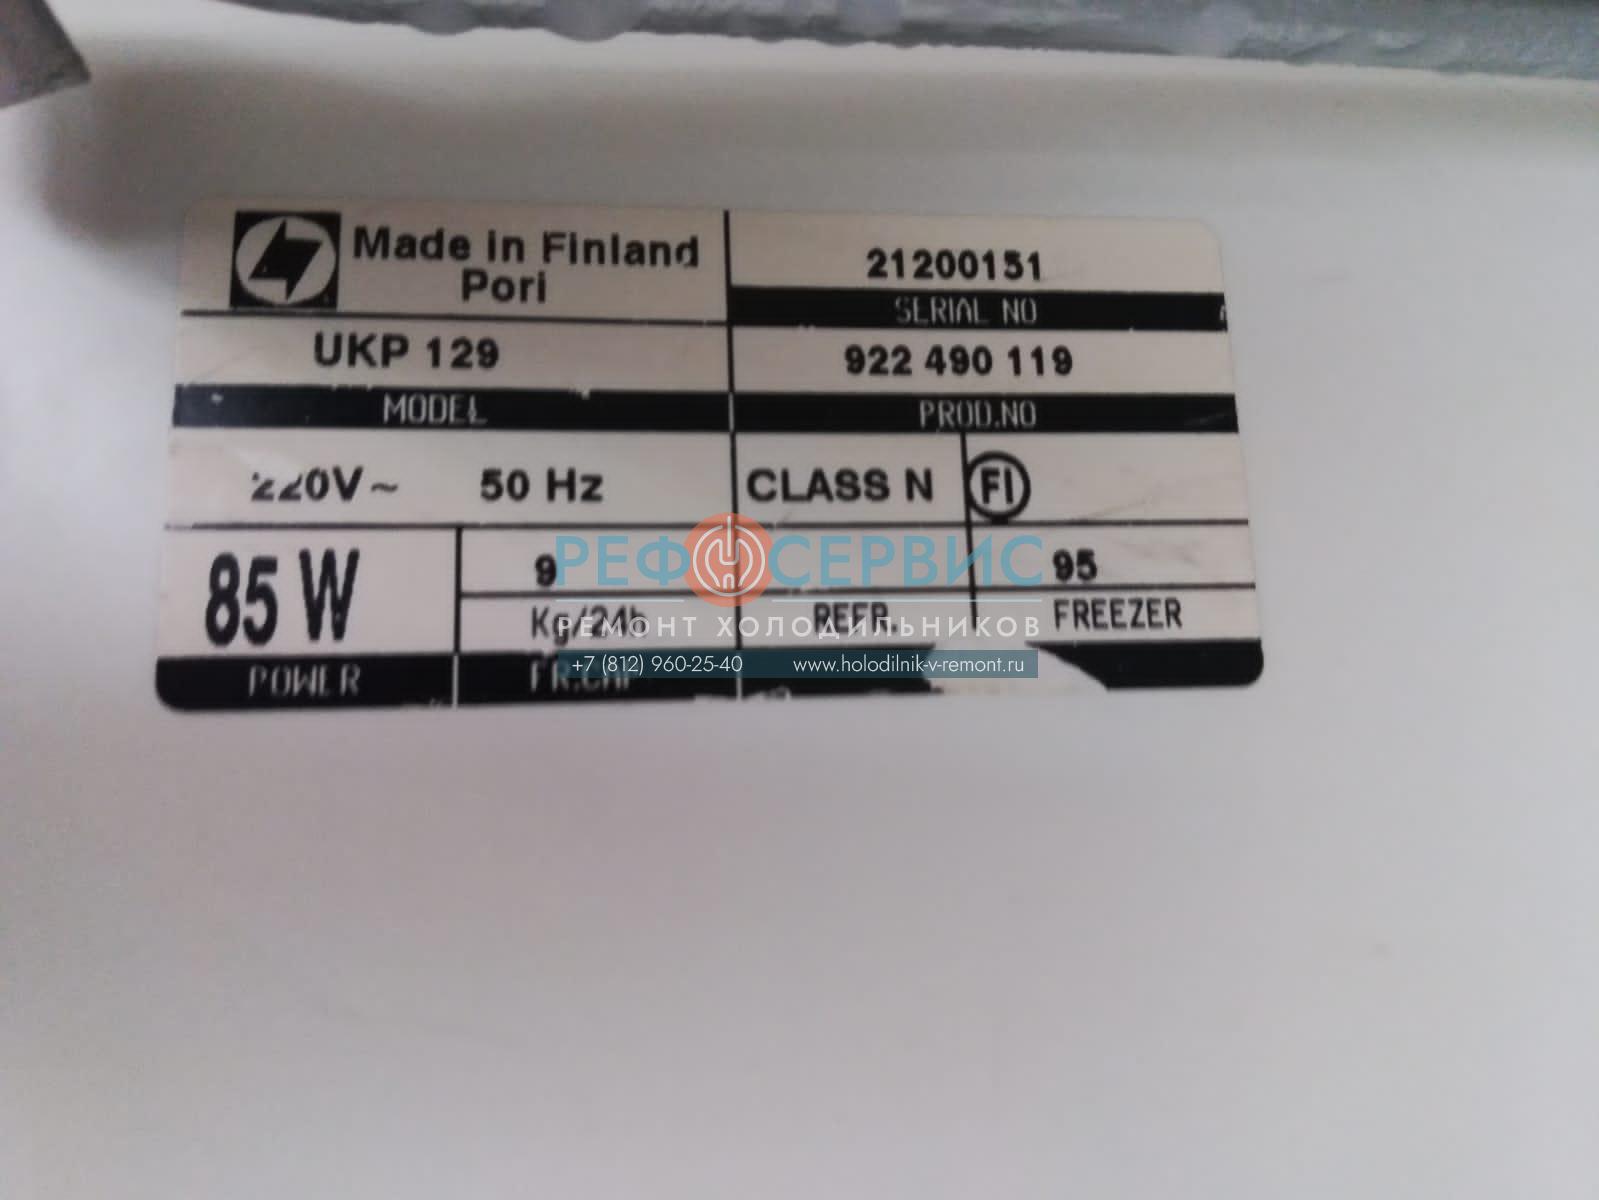 Made in Finland
Pori
21200151
SERIAL NO
UKP 129
922 490 119
MODEL
PROD.NO
220V~ 50 Hz
CLASS N
FI
85 W
9
95
РЕФ СЕРВИС
Kg/24h
REFR.
FREEZER
РЕМОНТ ХОЛОДИЛЬНИКОВ
+7 (812) 960-25-40 www.holodilnik-v-remont.ru
POWER
FR.CAP